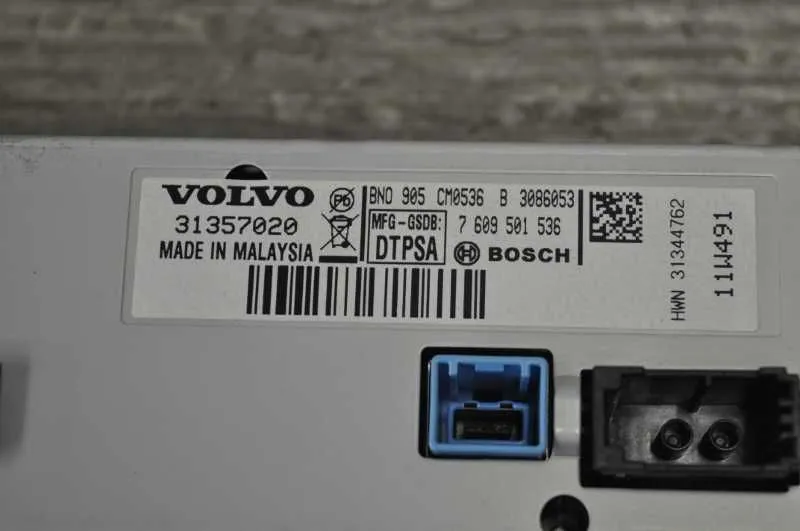 VOLVO
31357020
MADE IN MALAYSIA
Pb
BNO 905 CM0536 B 3086053
MFG-GSDB:
DTPSA
7 609 501 536
BOSCH
HWN 31344762
11W491